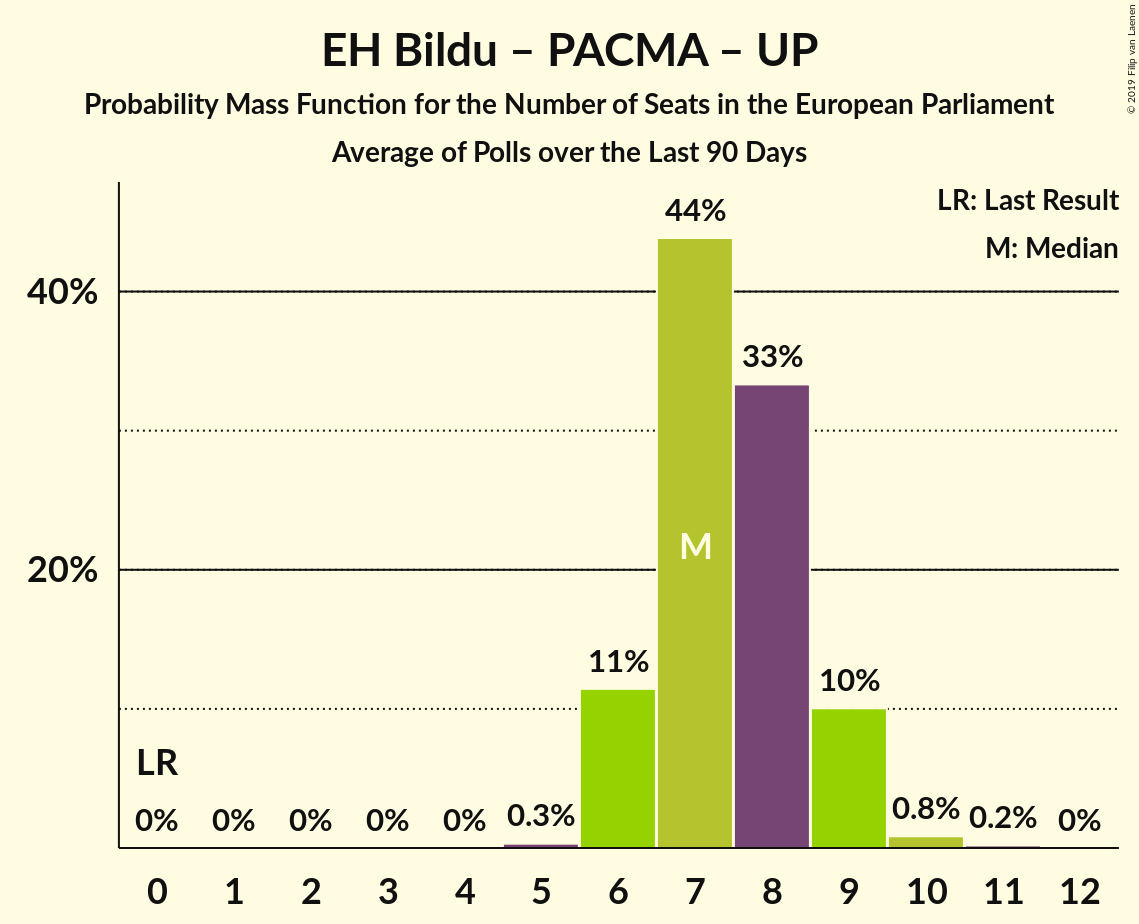 EH Bildu – PACMA – UP
Probability Mass Function for the Number of Seats in the European Parliament
Average of Polls over the Last 90 Days
© 2019 Filip van Laenen
LR: Last Result
M: Median
44%
40%
33%
M
20%
11%
10%
LR
0% 0% 0% 0% 0% 0.3% 0.8% 0.2% 0%
0 1 2 3 4 5 6 7 8 9 10 11 12